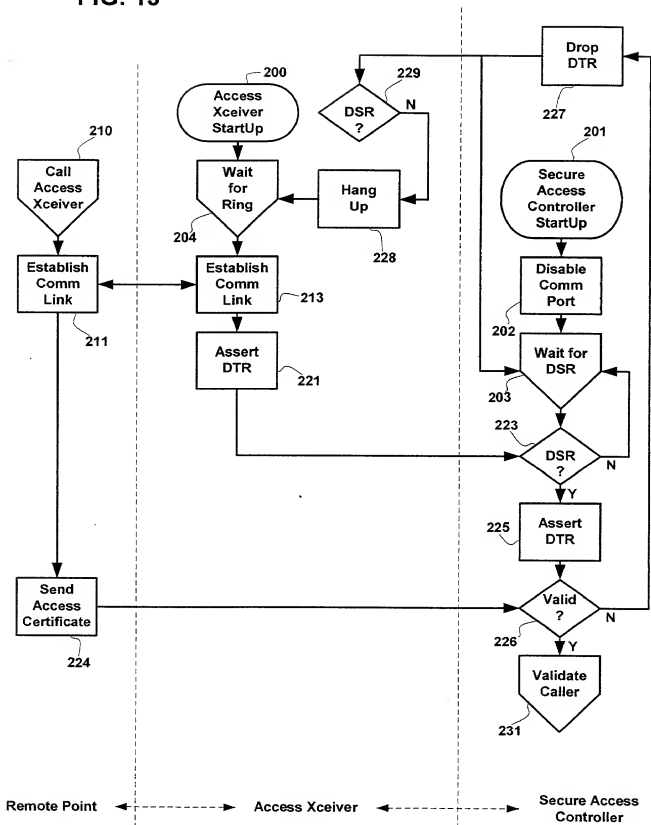 FIG. 13
Drop
DTR
227
229
DSR
?
N
200
Access
Xceiver
StartUp
210
Call
Access
Xceiver
Wait
for
Ring
204
Hang
Up
228
201
Secure
Access
Controller
StartUp
Establish
Comm
Link
211
Establish
Comm
Link
213
Disable
Comm
Port
202
Assert
DTR
221
Wait for
DSR
203
223
DSR
?
N
Y
225
Assert
DTR
Send
Access
Certificate
224
Valid
?
226
N
Y
Validate
Caller
231
Remote Point
Access Xceiver
Secure Access
Controller